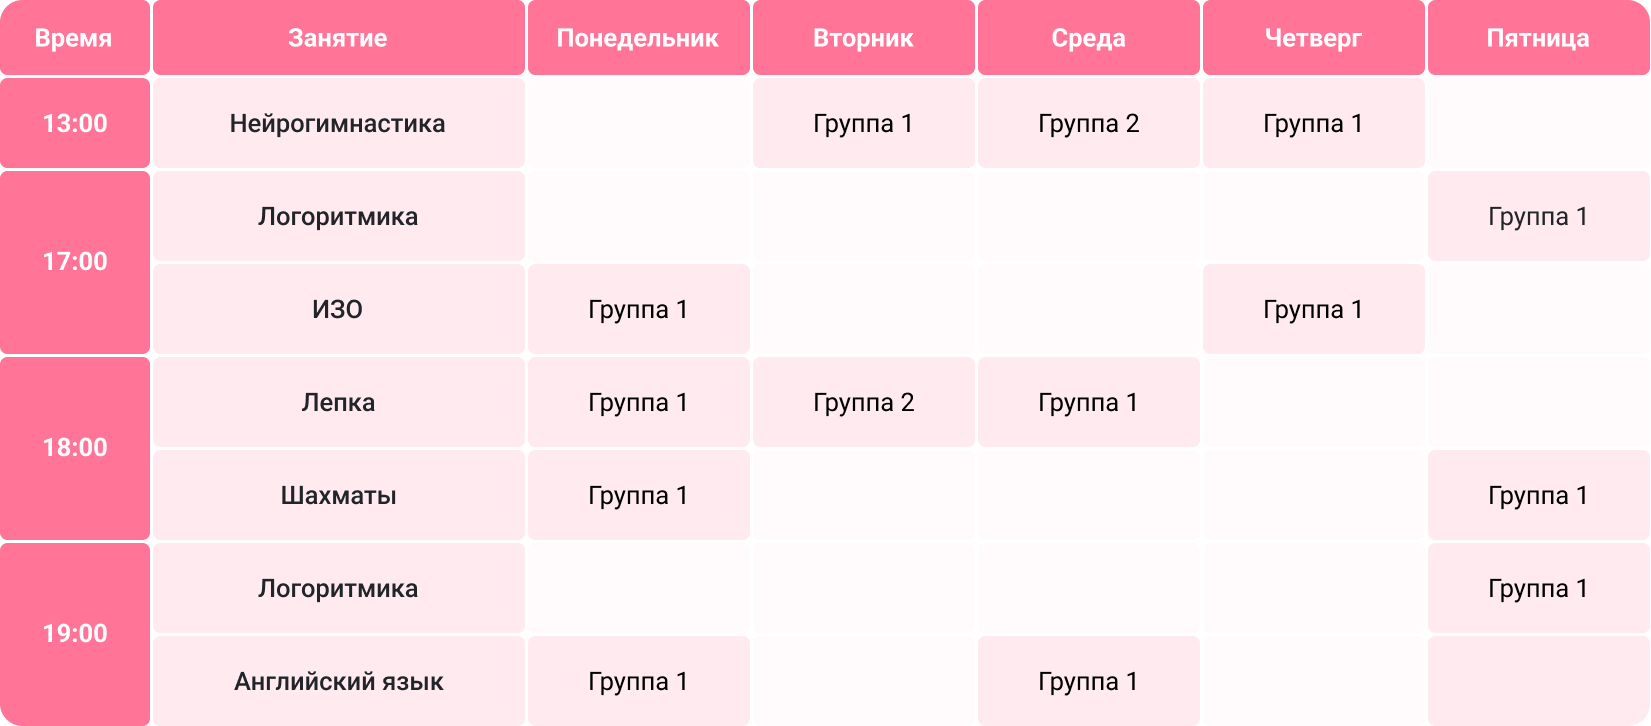 Время Занятие Понедельник Вторник Среда Четверг Пятница
13:00 Нейрогимнастика Группа 1 Группа 2 Группа 1
Логоритмика Группа 1
17:00
ИЗО Группа 1 Группа 1
Лепка Группа 1 Группа 2 Группа 1
18:00
Шахматы Группа 1 Группа 1
Логоритмика Группа 1
19:00
Английский язык Группа 1 Группа 1